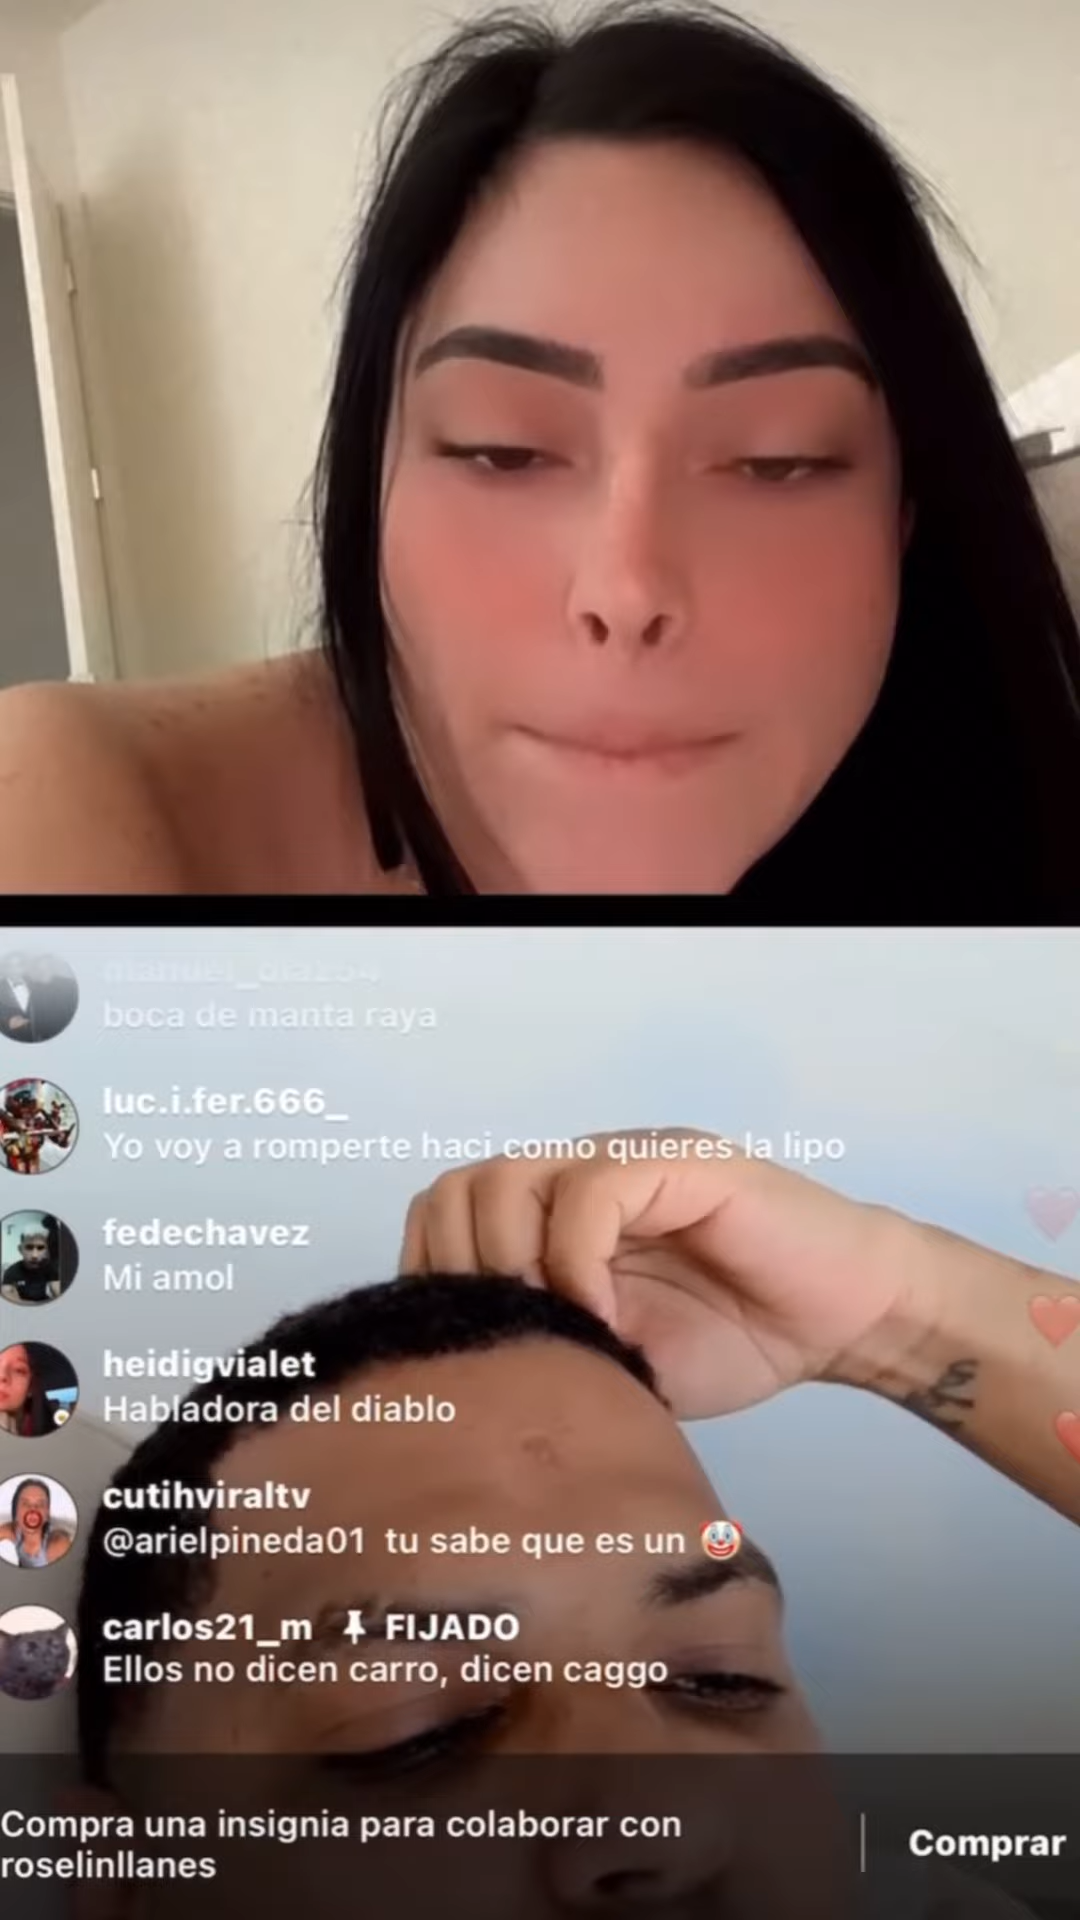 boca de manta raya
luc.i.fer.666_
Yo voy a romperte haci como quieres la lipo
fedechavez
Mi amol
heidigvialet
Habladora del diablo
cutihviraltv
@arielpineda01 tu sabe que es un 🤡
carlos21_m 📌 FIJADO
Ellos no dicen carro, dicen caggo
Compra una insignia para colaborar con
roselinllanes
Comprar